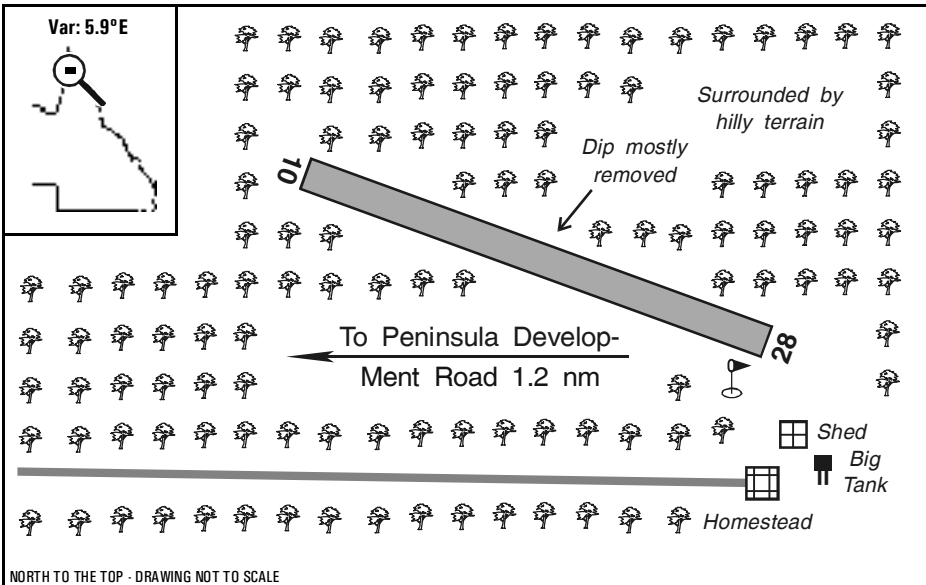 Var: 5.9°E
Surrounded by
hilly terrain
Dip mostly
removed
10
To Peninsula Develop-
Ment Road 1.2 nm
28
Shed
Big
Tank
Homestead
NORTH TO THE TOP - DRAWING NOT TO SCALE